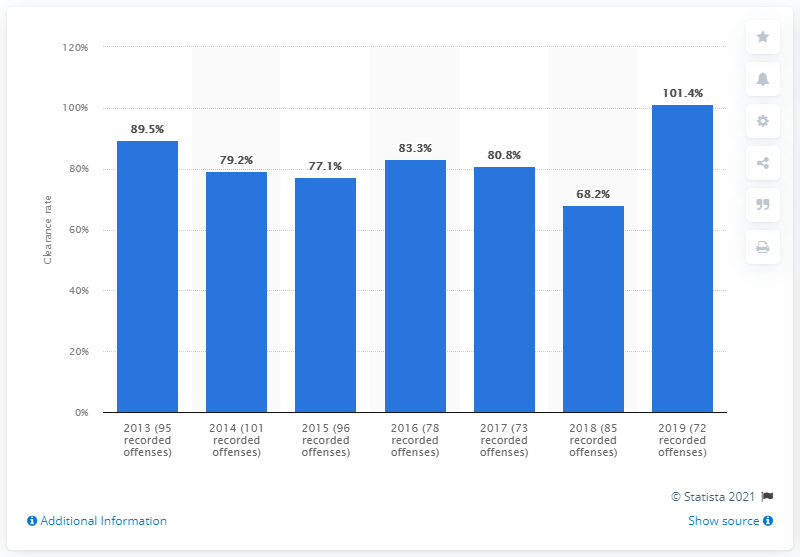 120%
100%
80%
60%
40%
20%
0%
Clearance rate
89.5%
79.2%
77.1%
83.3%
80.8%
68.2%
101.4%
2013 (95
recorded
offenses)
2014 (101
recorded
offenses)
2015 (96
recorded
offenses)
2016 (78
recorded
offenses)
2017 (73
recorded
offenses)
2018 (85
recorded
offenses)
2019 (72
recorded
offenses)
© Statista 2021
Additional Information
Show source